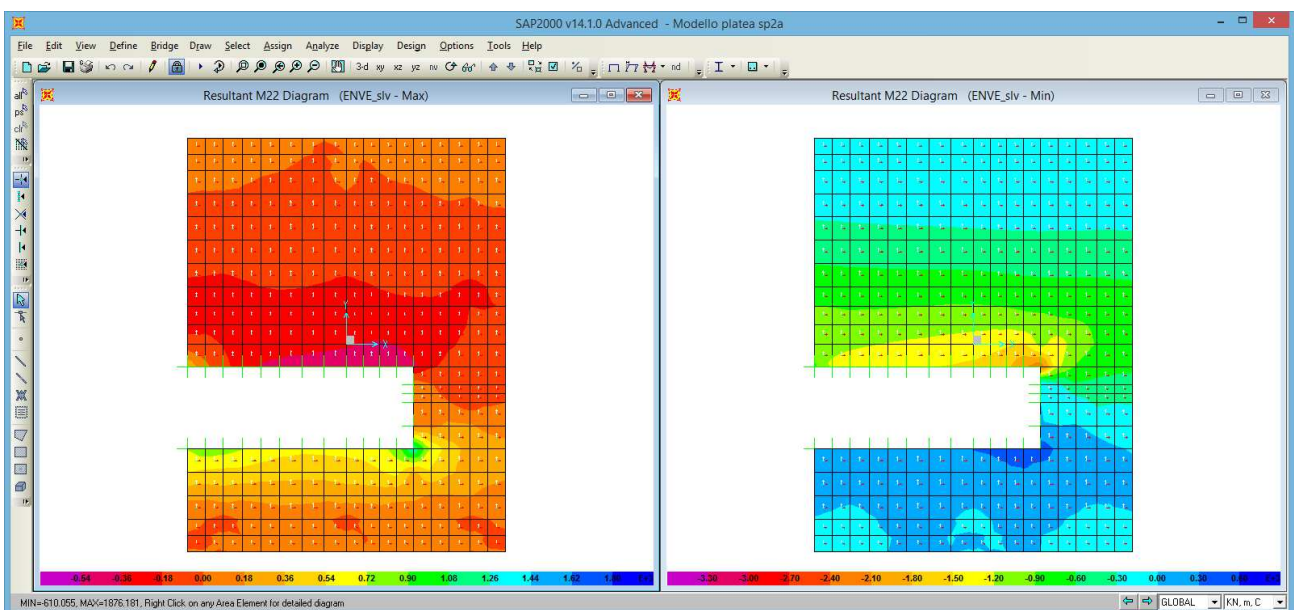 SAP2000 v14.1.0 Advanced - Modello platea sp2a
File Edit View Define Bridge Draw Select Assign Analyze Display Design Options Tools Help
3-d xy xz yz nv nd
all
ps
clr
Resultant M22 Diagram (ENVE_slv - Max)
Resultant M22 Diagram (ENVE_slv - Min)
Y
X
-0.54 -0.36 -0.18 0.00 0.18 0.36 0.54 0.72 0.90 1.08 1.26 1.44 1.62
-3.30 -3.00 -2.70 -2.40 -2.10 -1.80 -1.50 -1.20 -0.90 -0.60 -0.30 0.00 0.30
MIN=-610.055, MAX=1876.181, Right Click on any Area Element for detailed diagram
GLOBAL
KN, m, C